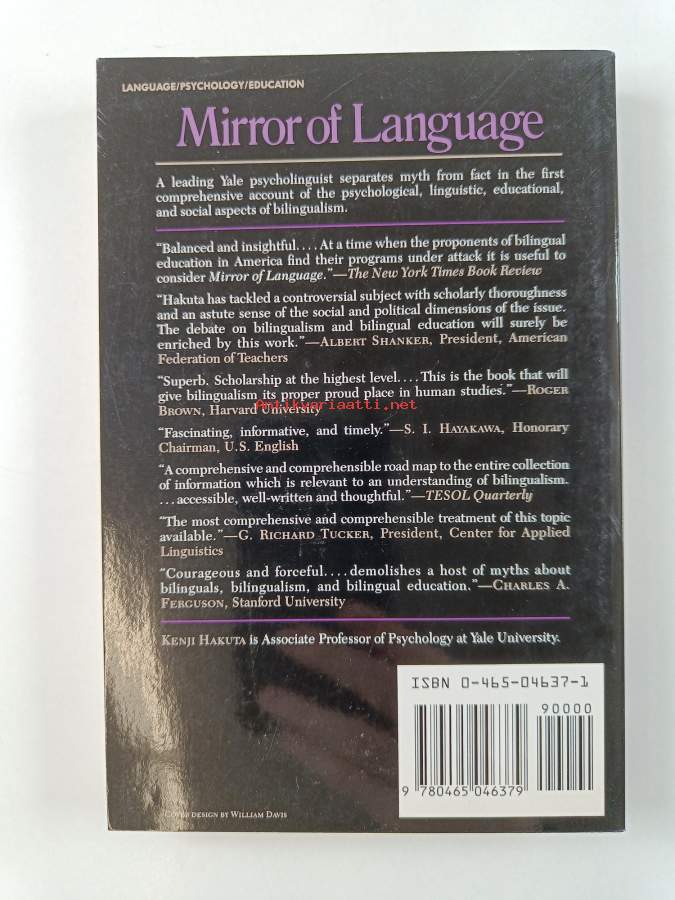 LANGUAGE/PSYCHOLOGY/EDUCATION
Mirror of Language
A leading Yale psycholinguist separates myth from fact in the first
comprehensive account of the psychological, linguistic, educational,
and social aspects of bilingualism.
“Balanced and insightful. . . . At a time when the proponents of bilingual
education in America find their programs under attack it is useful to
consider Mirror of Language.”—The New York Times Book Review
“Hakuta has tackled a controversial subject with scholarly thoroughness
and an astute sense of the social and political dimensions of the issue.
The debate on bilingualism and bilingual education will surely be
enriched by this work.”—ALBERT SHANKER, President, American
Federation of Teachers
“Superb. Scholarship at the highest level. . . . This is the book that will
give bilingualism its proper proud place in human studies.”—ROGER
BROWN, Harvard University
Antikvariaatti.net
“Fascinating, informative, and timely.”—S. I. HAYAKAWA, Honorary
Chairman, U.S. English
“A comprehensive and comprehensible road map to the entire collection
of information which is relevant to an understanding of bilingualism.
. . . accessible, well-written and thoughtful.”—TESOL Quarterly
“The most comprehensive and comprehensible treatment of this topic
available.”—G. RICHARD TUCKER, President, Center for Applied
Linguistics
“Courageous and forceful. . . . demolishes a host of myths about
bilinguals, bilingualism, and bilingual education.”—CHARLES A.
FERGUSON, Stanford University
KENJI HAKUTA is Associate Professor of Psychology at Yale University.
ISBN 0-465-04637-1
90000
9 780465 046379
COVER DESIGN BY WILLIAM DAVIS